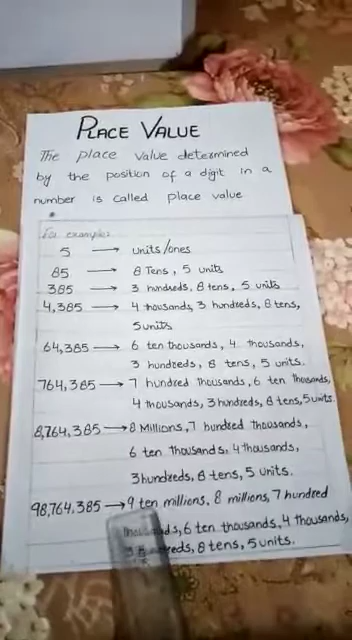 PLACE VALUE
The place value determined
by the position of a digit in a
number is called place value
For example:
5 → units/ones
85 → 8 Tens, 5 units
385 → 3 hundreds, 8 tens, 5 units
4,385 → 4 thousands, 3 hundreds, 8 tens,
5 units
64,385 → 6 ten thousands, 4 thousands,
3 hundreds, 8 tens, 5 units.
764,385 → 7 hundred thousands, 6 ten thousands,
4 thousands, 3 hundreds, 8 tens, 5 units.
8,764,385 → 8 Millions, 7 hundred thousands,
6 ten thousands, 4 thousands,
3 hundreds, 8 tens, 5 units.
98,764,385 → 9 ten millions, 8 millions, 7 hundred
6 ten thousands, 4 thousands,
8 tens, 5 units.